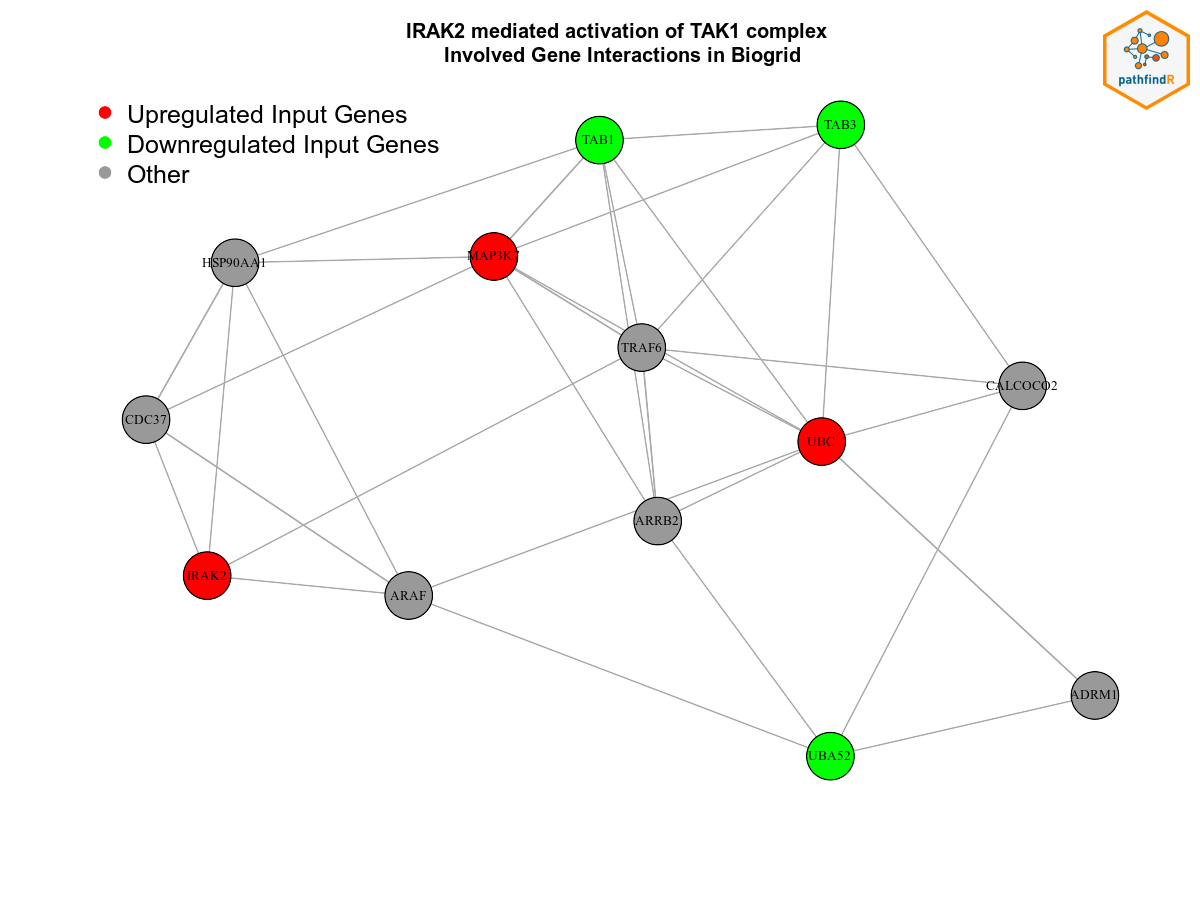 IRAK2 mediated activation of TAK1 complex
Involved Gene Interactions in Biogrid
pathfindR
Upregulated Input Genes
Downregulated Input Genes
Other
TAB1
TAB3
HSP90AA1
MAP3K7
TRAF6
CALCOCO2
CDC37
UBC
ARRB2
IRAK2
ARAF
ADRM1
UBA52